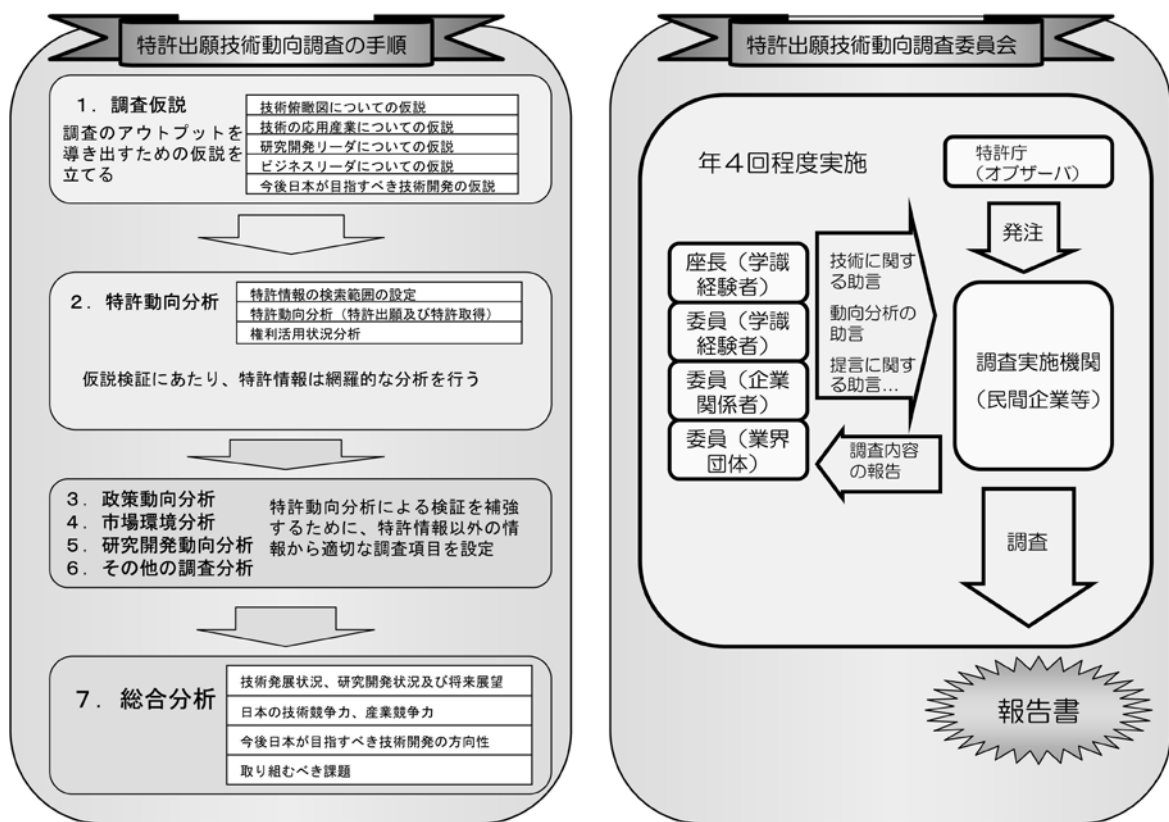 特許出願技術動向調査の手順
１．調査仮説
調査のアウトプットを
導き出すための仮説を
立てる
技術俯瞰図についての仮説
技術の応用産業についての仮説
研究開発リーダについての仮説
ビジネスリーダについての仮説
今後日本が目指すべき技術開発の仮説
２．特許動向分析
特許情報の検索範囲の設定
特許動向分析（特許出願及び特許取得）
権利活用状況分析
仮説検証にあたり、特許情報は網羅的な分析を行う
３．政策動向分析
４．市場環境分析
５．研究開発動向分析
６．その他の調査分析
特許動向分析による検証を補強
するために、特許情報以外の情
報から適切な調査項目を設定
７．総合分析
技術発展状況、研究開発状況及び将来展望
日本の技術競争力、産業競争力
今後日本が目指すべき技術開発の方向性
取り組むべき課題
特許出願技術動向調査委員会
年４回程度実施
特許庁
（オブザーバ）
発注
座長（学識
経験者）
委員（学識
経験者）
委員（企業
関係者）
委員（業界
団体）
技術に関す
る助言
動向分析の
助言
提言に関す
る助言…
調査実施機関
（民間企業等）
調査内容
の報告
調査
報告書